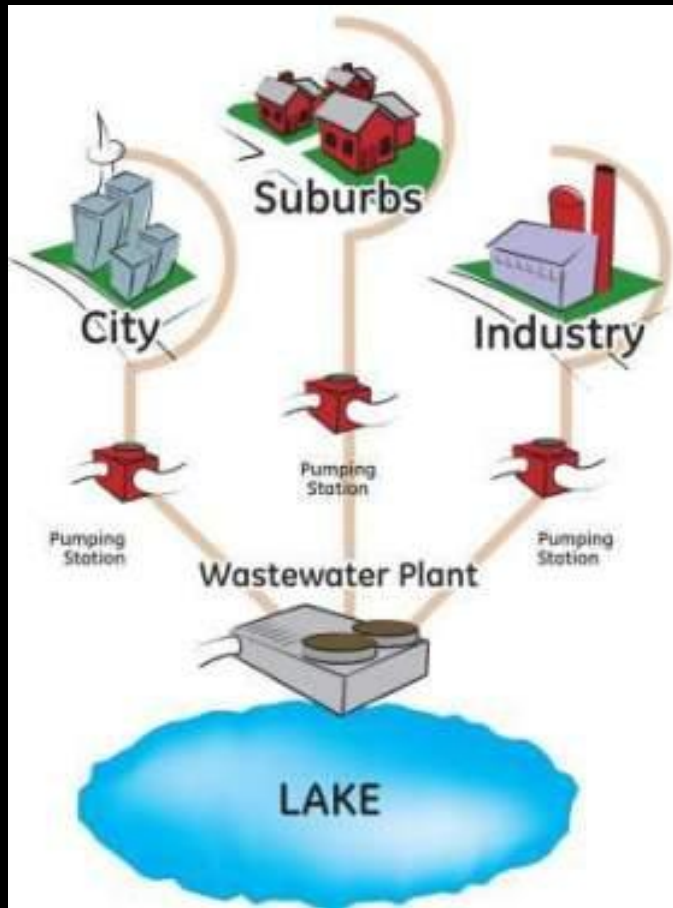 Suburbs
City
Industry
Pumping
Station
Pumping
Station
Pumping
Station
Wastewater Plant
LAKE